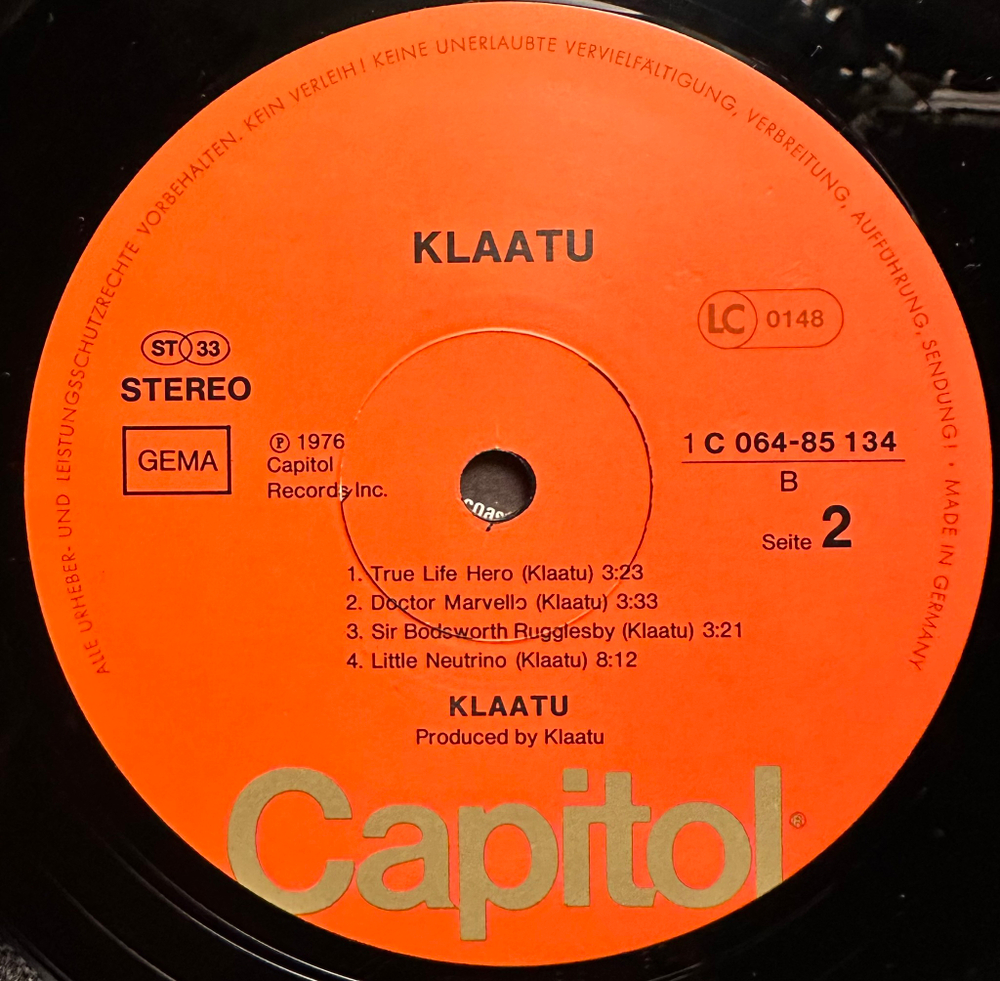 ALLE URHEBER- UND LEISTUNGSSCHUTZRECHTE VORBEHALTEN. KEIN VERLEIH! KEINE UNERLAUBTE VERVIELFÄLTIGUNG, VERBREITUNG, AUFFÜHRUNG, SENDUNG! • MADE IN GERMANY
KLAATU
LC 0148
ST 33
STEREO
GEMA
℗ 1976
Capitol
Records Inc.
1 C 064-85 134
B
Seite 2
1. True Life Hero (Klaatu) 3:23
2. Doctor Marvello (Klaatu) 3:33
3. Sir Bodsworth Rugglesby (Klaatu) 3:21
4. Little Neutrino (Klaatu) 8:12
KLAATU
Produced by Klaatu
Capitol®